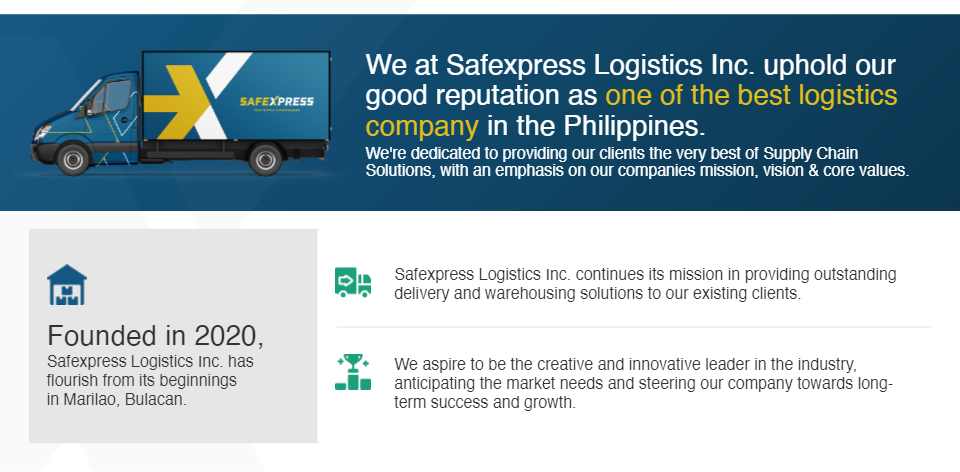 SAFEXPRESS
We at Safexpress Logistics Inc. uphold our
good reputation as one of the best logistics
company in the Philippines.
We're dedicated to providing our clients the very best of Supply Chain
Solutions, with an emphasis on our companies mission, vision & core values.
Founded in 2020,
Safexpress Logistics Inc. has
flourish from its beginnings
in Marilao, Bulacan.
Safexpress Logistics Inc. continues its mission in providing outstanding
delivery and warehousing solutions to our existing clients.
We aspire to be the creative and innovative leader in the industry,
anticipating the market needs and steering our company towards long-
term success and growth.